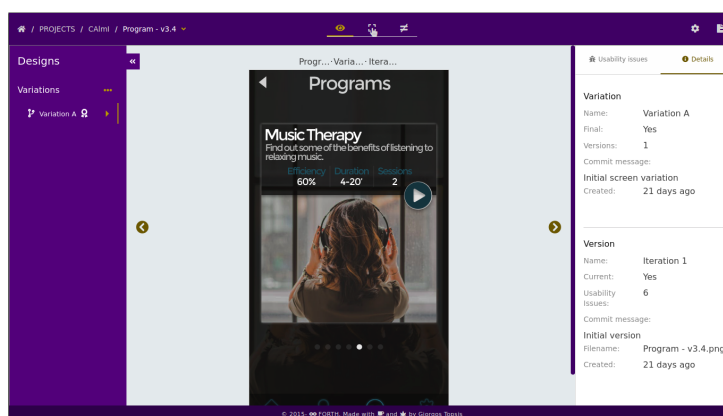 / PROJECTS / CAlmI / Program - v3.4
Designs
«
Progr... · Varia... · Itera...
Usability issues
Details
Variations
Variation A
Programs
Music Therapy
Find out some of the benefits of listening to
relaxing music.
Efficiency Duration Sessions
60% 4-20' 2
Variation
Name: Variation A
Final: Yes
Versions: 1
Commit message:
Initial screen variation
Created: 21 days ago
Version
Name: Iteration 1
Current: Yes
Usability
Issues: 6
Commit message:
Initial version
Filename: Program - v3.4.png
Created: 21 days ago
© 2015- FORTH. Made with and by Giorgos Topsis